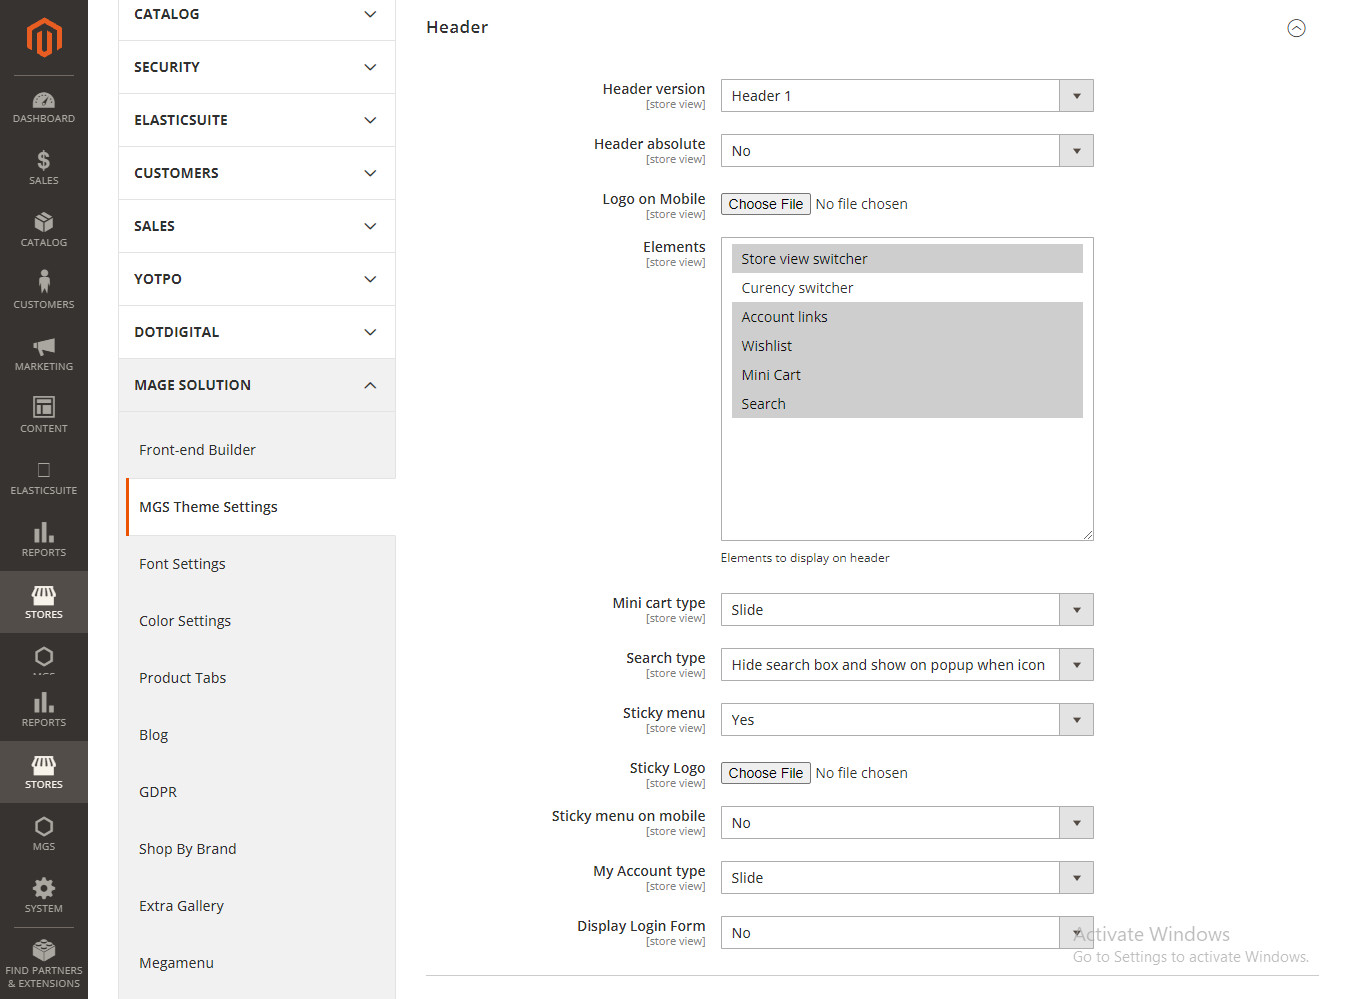 DASHBOARD
SALES
CATALOG
CUSTOMERS
MARKETING
CONTENT
ELASTICSUITE
REPORTS
STORES
REPORTS
STORES
MGS
SYSTEM
FIND PARTNERS
& EXTENSIONS
CATALOG
SECURITY
ELASTICSUITE
CUSTOMERS
SALES
YOTPO
DOTDIGITAL
MAGE SOLUTION
Front-end Builder
MGS Theme Settings
Font Settings
Color Settings
Product Tabs
Blog
GDPR
Shop By Brand
Extra Gallery
Megamenu
Header
Header version
[store view]
Header 1
Header absolute
[store view]
No
Logo on Mobile
[store view]
Choose File No file chosen
Elements
[store view]
Store view switcher
Curency switcher
Account links
Wishlist
Mini Cart
Search
Elements to display on header
Mini cart type
[store view]
Slide
Search type
[store view]
Hide search box and show on popup when icon
Sticky menu
[store view]
Yes
Sticky Logo
[store view]
Choose File No file chosen
Sticky menu on mobile
[store view]
No
My Account type
[store view]
Slide
Display Login Form
[store view]
No
Activate Windows
Go to Settings to activate Windows.